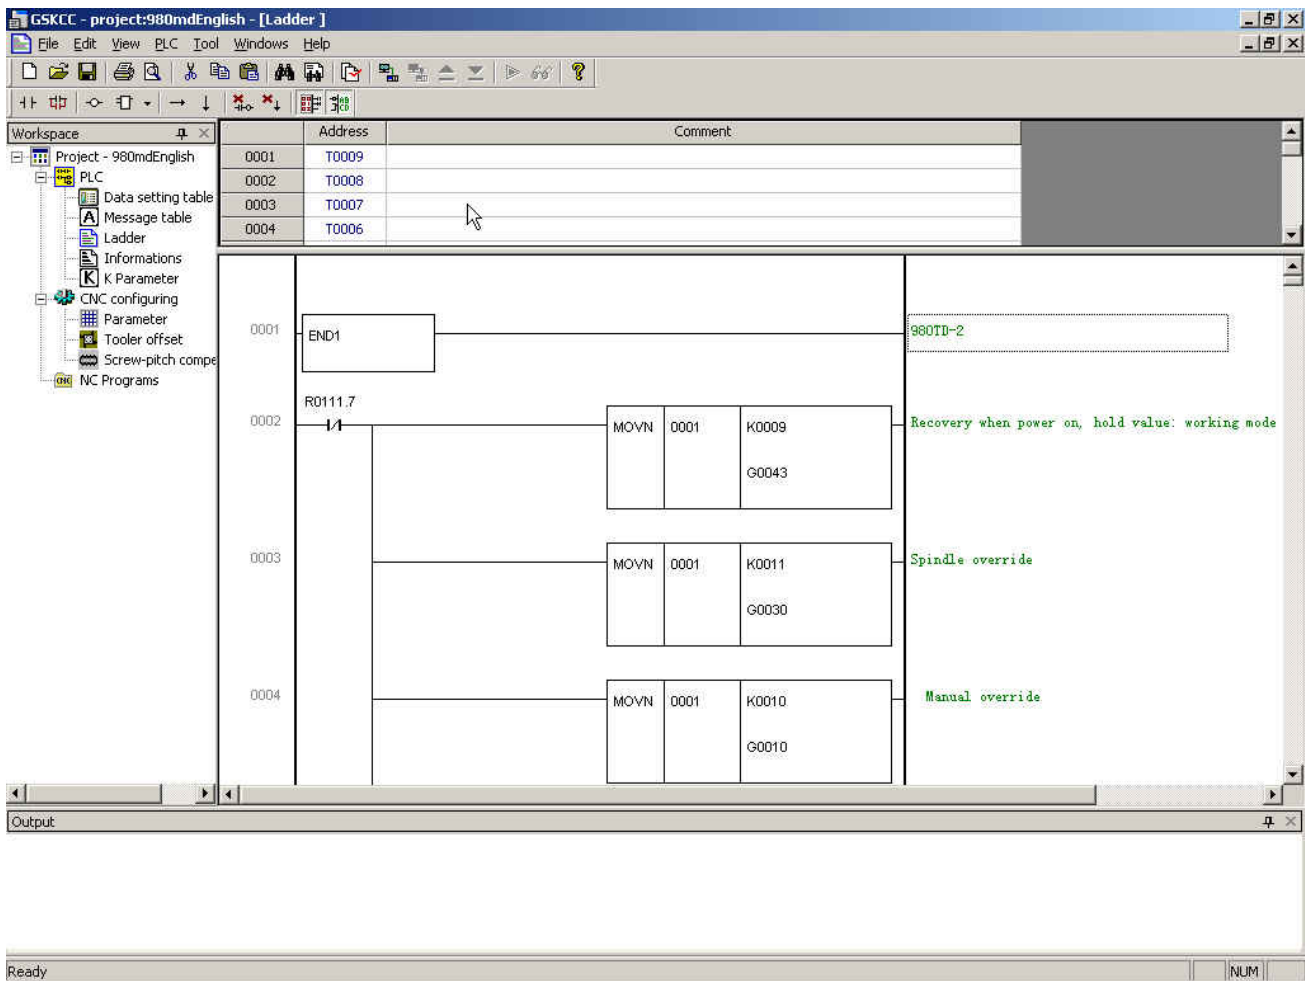 GSKCC - project:980mdEnglish - [Ladder ]
File Edit View PLC Tool Windows Help
Workspace
Project - 980mdEnglish
PLC
Data setting table
Message table
Ladder
Informations
K Parameter
CNC configuring
Parameter
Tooler offset
Screw-pitch compe
NC Programs
Address Comment
0001 T0009
0002 T0008
0003 T0007
0004 T0006
0001 END1 980TD-2
R0111.7
0002 MOVN 0001 K0009 Recovery when power on, hold value: working mode
G0043
0003 MOVN 0001 K0011 Spindle override
G0030
0004 MOVN 0001 K0010 Manual override
G0010
Output
Ready NUM